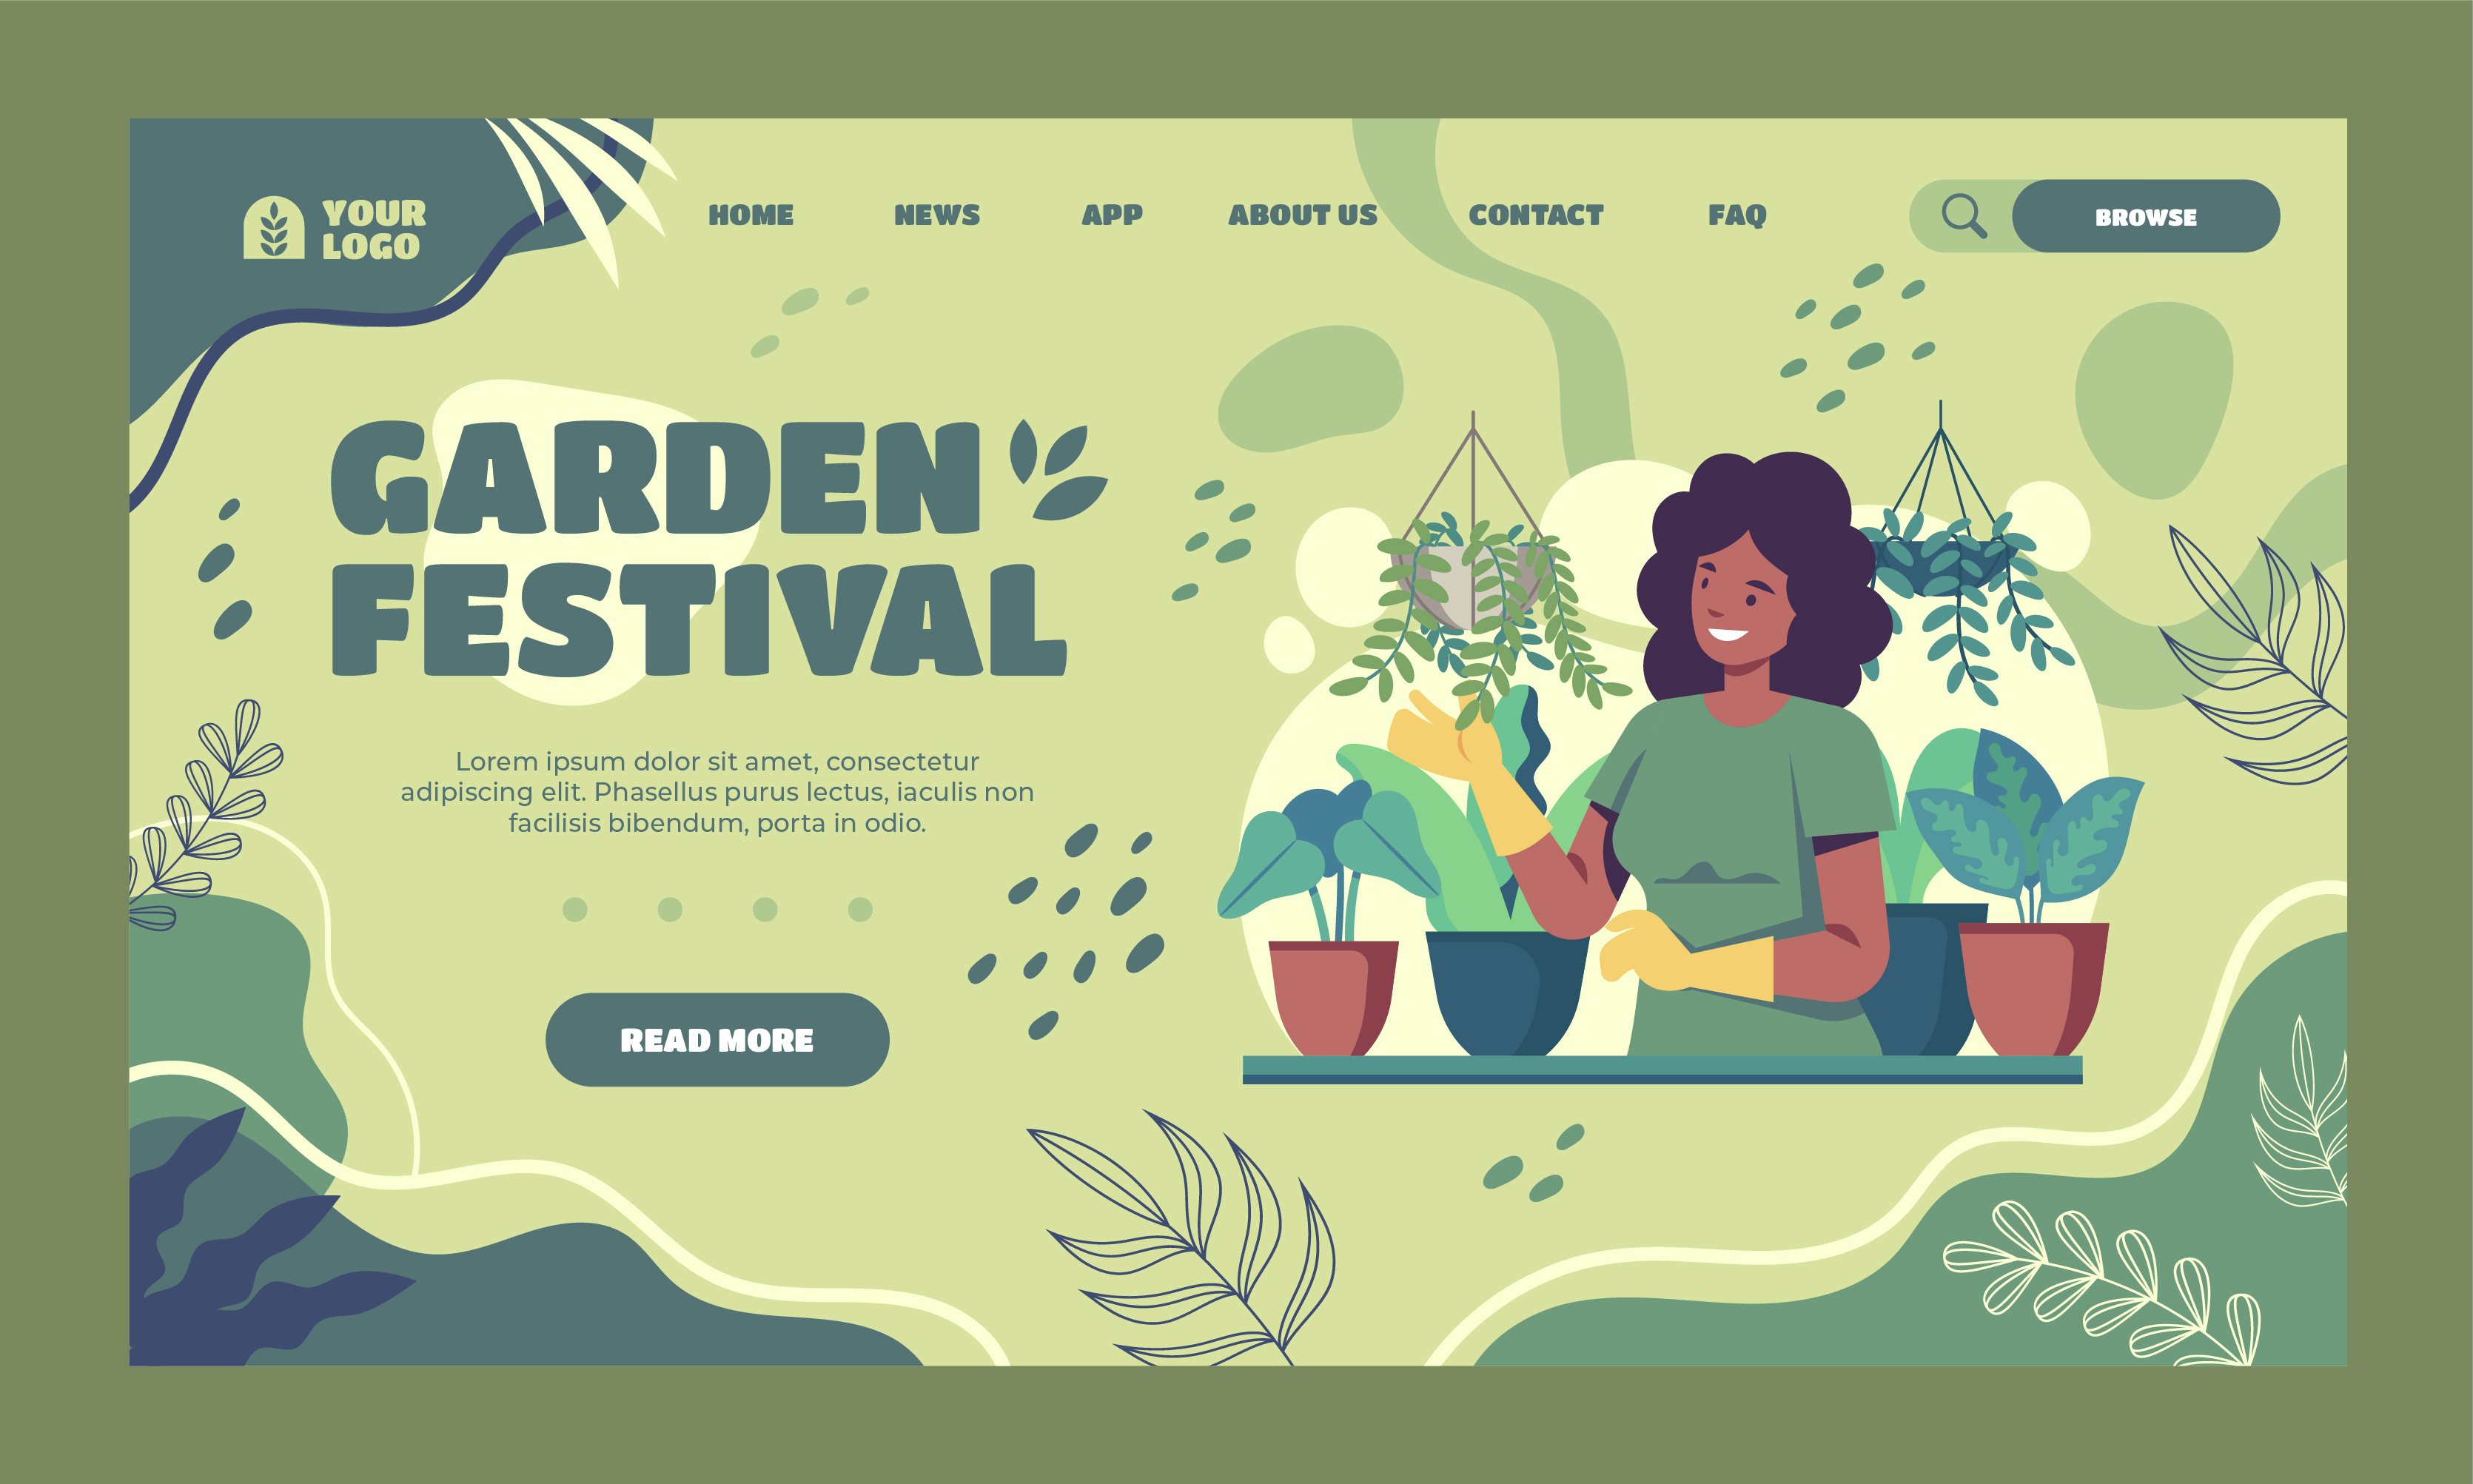 YOUR
LOGO
HOME NEWS APP ABOUT US CONTACT FAQ BROWSE
GARDEN
FESTIVAL
Lorem ipsum dolor sit amet, consectetur
adipiscing elit. Phasellus purus lectus, iaculis non
facilisis bibendum, porta in odio.
READ MORE